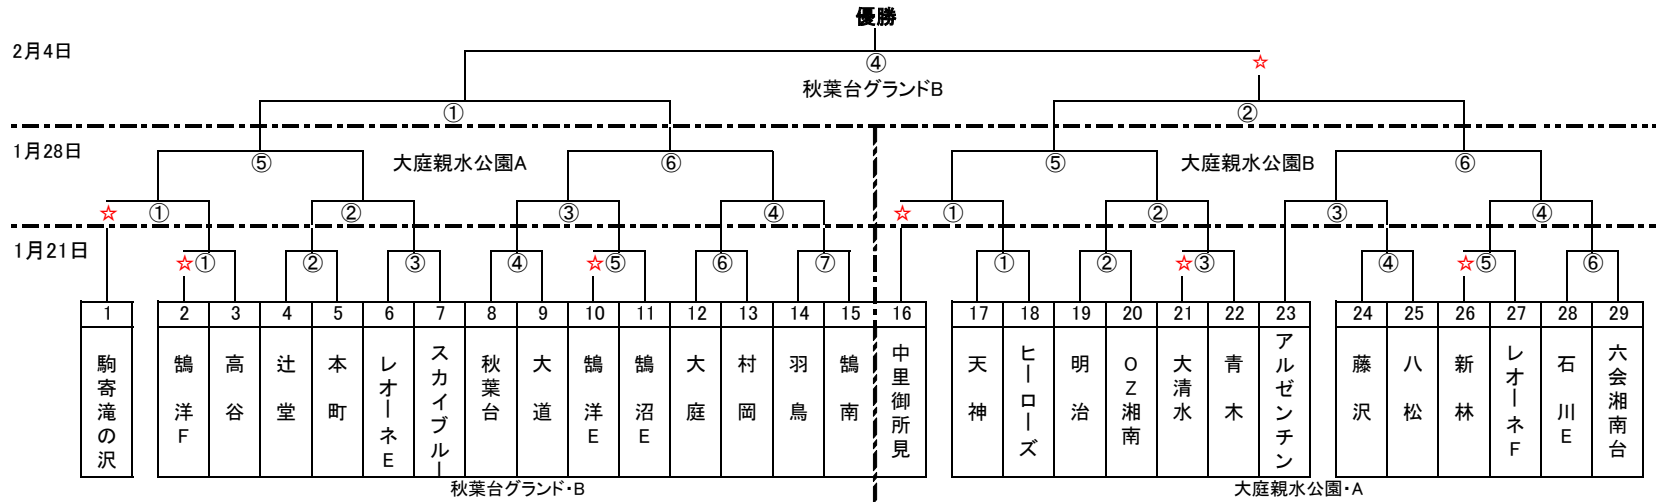 優勝
2月4日
④
☆
秋葉台グランドB
①
②
1月28日
⑤
大庭親水公園A
⑥
⑤
大庭親水公園B
⑥
☆
①
②
③
④
☆
①
②
③
④
1月21日
☆①
②
③
④
☆⑤
⑥
⑦
①
②
☆③
④
☆⑤
⑥
1 2 3 4 5 6 7 8 9 10 11 12 13 14 15 16 17 18 19 20 21 22 23 24 25 26 27 28 29
駒寄滝の沢
鵠洋F
高谷
辻堂
本町
レオーネE
スカイブルー
秋葉台
大道
鵠洋E
鵠沼E
大庭
村岡
羽鳥
鵠南
中里御所見
天神
ヒーローズ
明治
OZ湘南
大清水
青木
アルゼンチン
藤沢
八松
新林
レオーネF
石川E
六会湘南台
秋葉台グランド・B
大庭親水公園・A